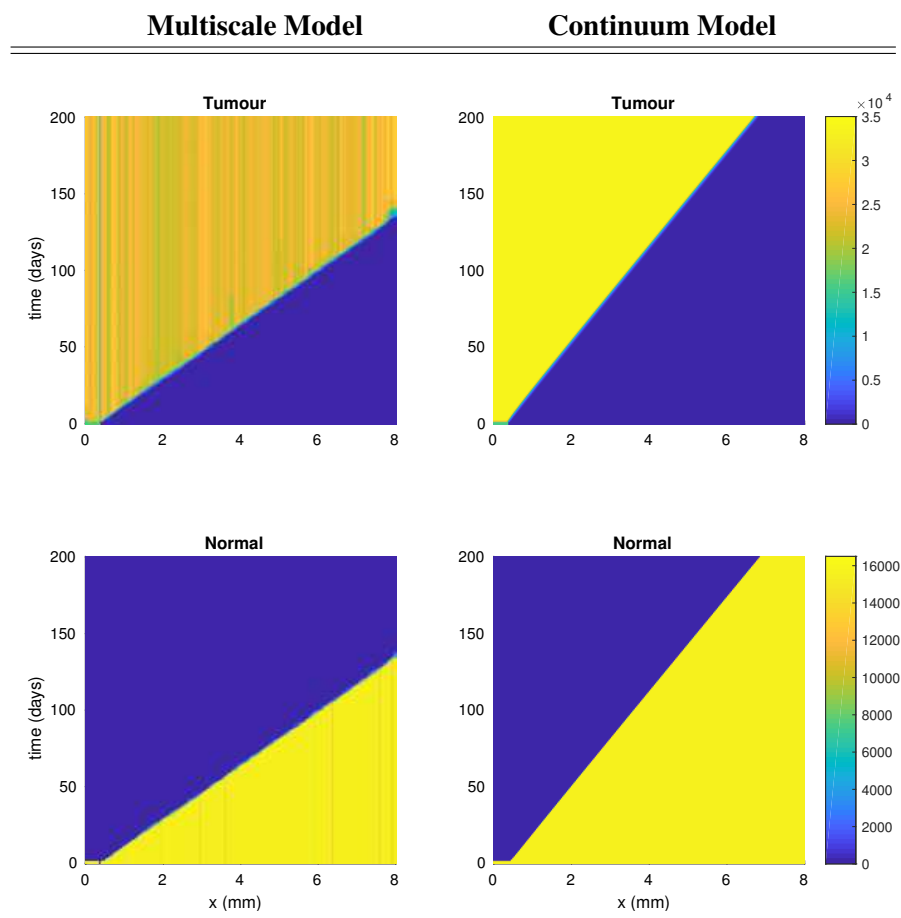 Multiscale Model Continuum Model
Tumour Tumour
×10^4
200 200 3.5
3
150 150 2.5
time (days)
100 100 2
1.5
50 50 1
0.5
0 0 0
0 2 4 6 8 0 2 4 6 8
Normal Normal
200 200 16000
14000
150 150 12000
time (days)
10000
100 100 8000
6000
50 50 4000
2000
0 0 0
0 2 4 6 8 0 2 4 6 8
x (mm) x (mm)